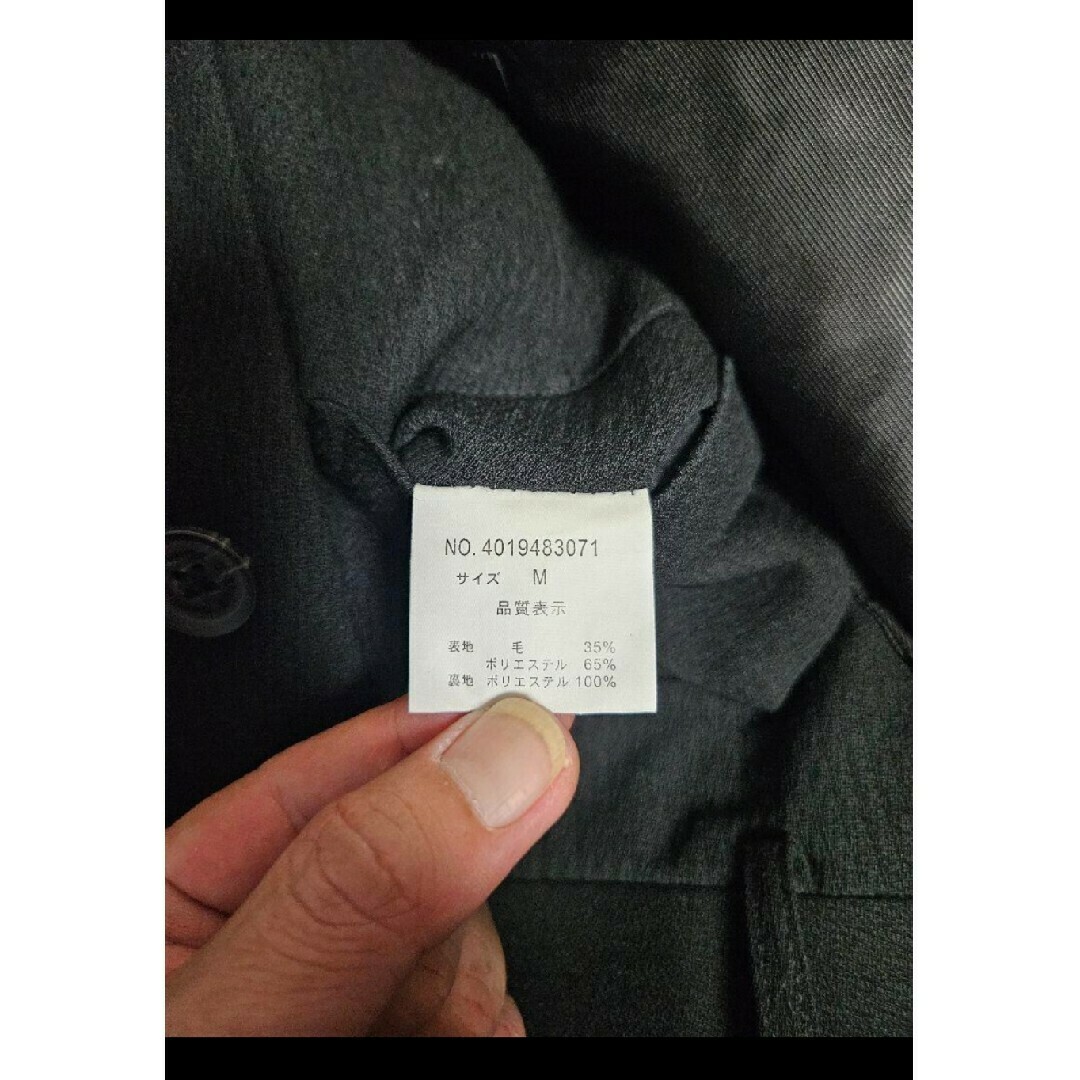 NO. 4019483071
サイズ M
品質表示
表地 毛 35%
ポリエステル 65%
裏地 ポリエステル 100%